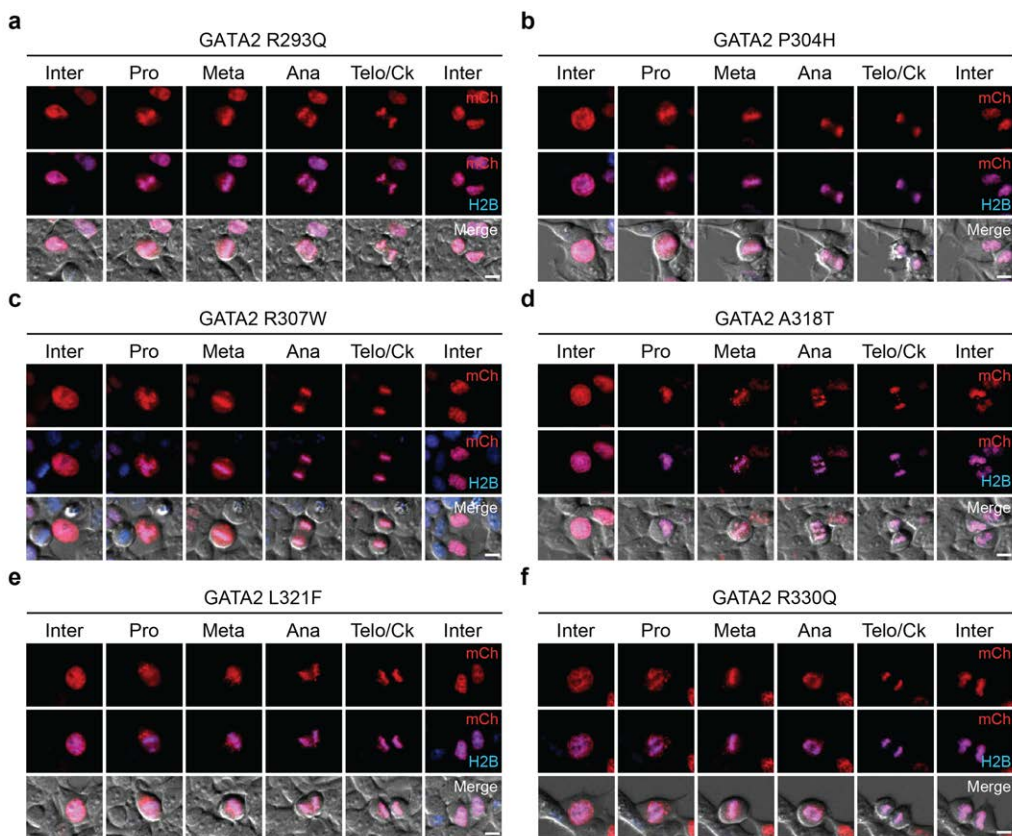 a
GATA2 R293Q
Inter Pro Meta Ana Telo/Ck Inter
mCh
mCh
H2B
Merge
b
GATA2 P304H
Inter Pro Meta Ana Telo/Ck Inter
mCh
mCh
H2B
Merge
c
GATA2 R307W
Inter Pro Meta Ana Telo/Ck Inter
mCh
mCh
H2B
Merge
d
GATA2 A318T
Inter Pro Meta Ana Telo/Ck Inter
mCh
mCh
H2B
Merge
e
GATA2 L321F
Inter Pro Meta Ana Telo/Ck Inter
mCh
mCh
H2B
Merge
f
GATA2 R330Q
Inter Pro Meta Ana Telo/Ck Inter
mCh
mCh
H2B
Merge